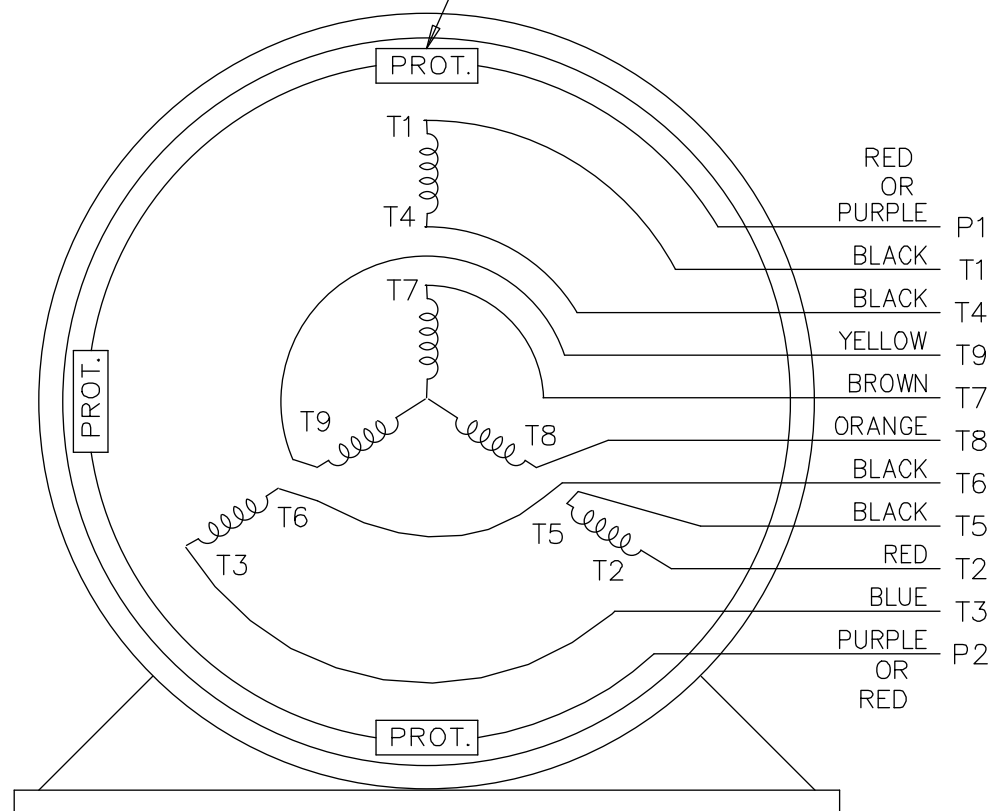 PROT.
T1
T4
T7
PROT.
T9
T8
T6
T3
T5
T2
PROT.
RED
OR
PURPLE P1
BLACK T1
BLACK T4
YELLOW T9
BROWN T7
ORANGE T8
BLACK T6
BLACK T5
RED T2
BLUE T3
PURPLE P2
OR
RED